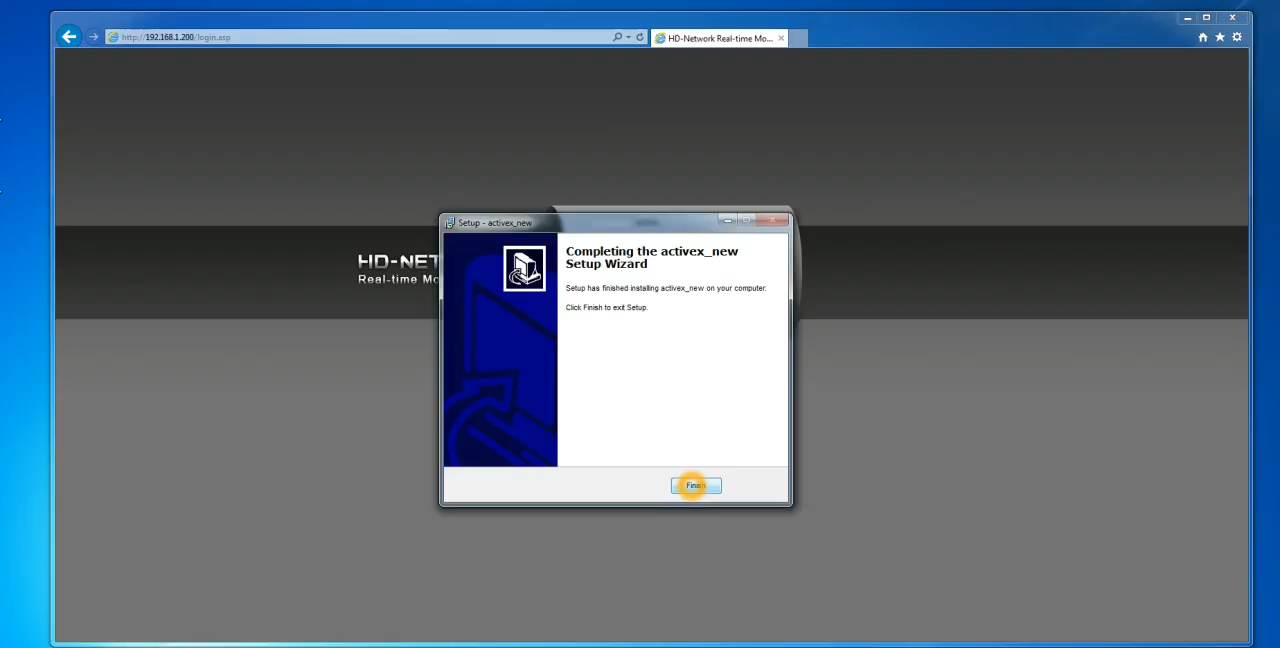 http://192.168.1.200/login.asp
HD-Network Real-time Mo...
HD-NET
Real-time Mo
Setup - activex_new
Completing the activex_new
Setup Wizard
Setup has finished installing activex_new on your computer.
Click Finish to exit Setup.
Finish